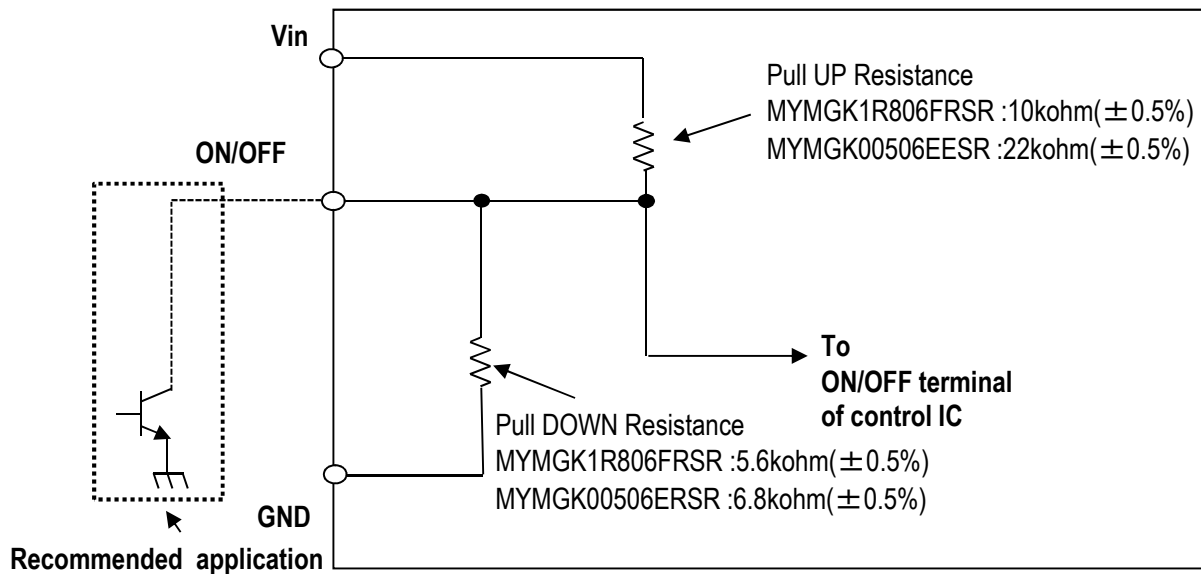 Vin
Pull UP Resistance
MYMGK1R806FRSR :10kohm(±0.5%)
MYMGK00506EESR :22kohm(±0.5%)
ON/OFF
To
ON/OFF terminal
of control IC
Pull DOWN Resistance
MYMGK1R806FRSR :5.6kohm(±0.5%)
MYMGK00506ERSR :6.8kohm(±0.5%)
GND
Recommended application